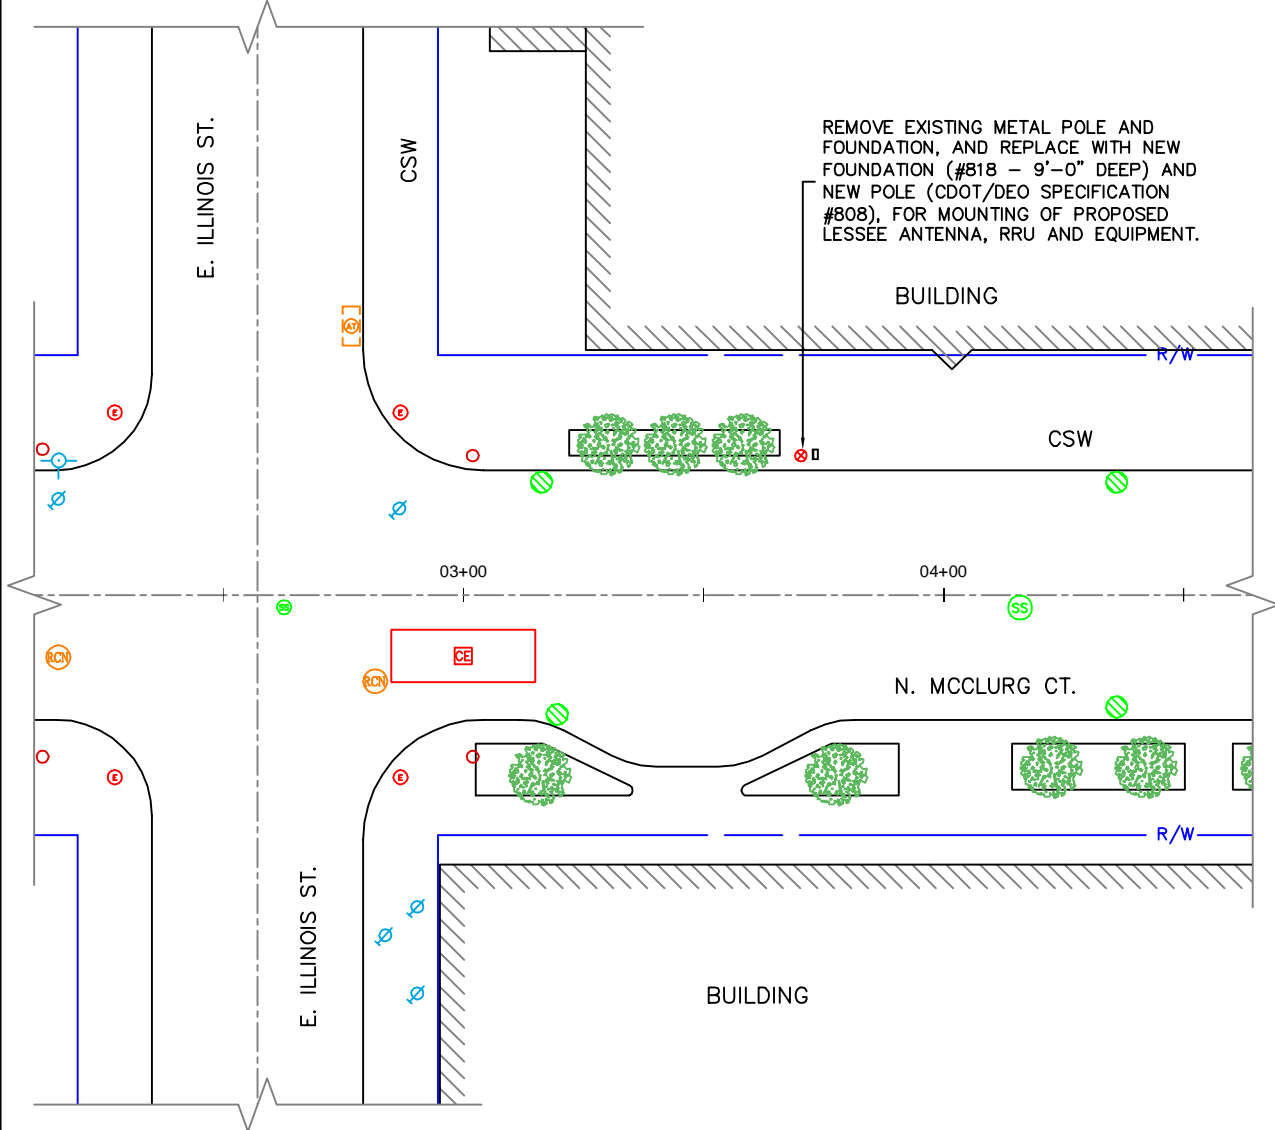 E. ILLINOIS ST.
CSW
REMOVE EXISTING METAL POLE AND
FOUNDATION, AND REPLACE WITH NEW
FOUNDATION (#818 - 9'-0" DEEP) AND
NEW POLE (CDOT/DEO SPECIFICATION
#808), FOR MOUNTING OF PROPOSED
LESSEE ANTENNA, RRU AND EQUIPMENT.
BUILDING
AT
R/W
E
E
CSW
03+00
04+00
SS
SS
RCN
CE
RCN
N. MCCLURG CT.
E
E
R/W
E. ILLINOIS ST.
BUILDING